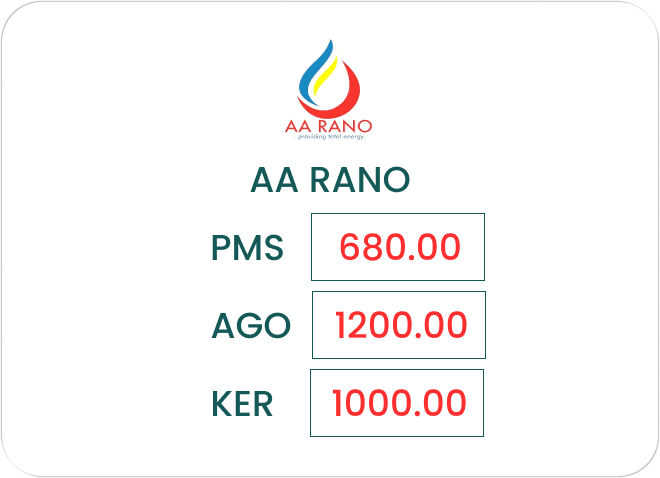 AA RANO
providing total energy
AA RANO
PMS 680.00
AGO 1200.00
KER 1000.00